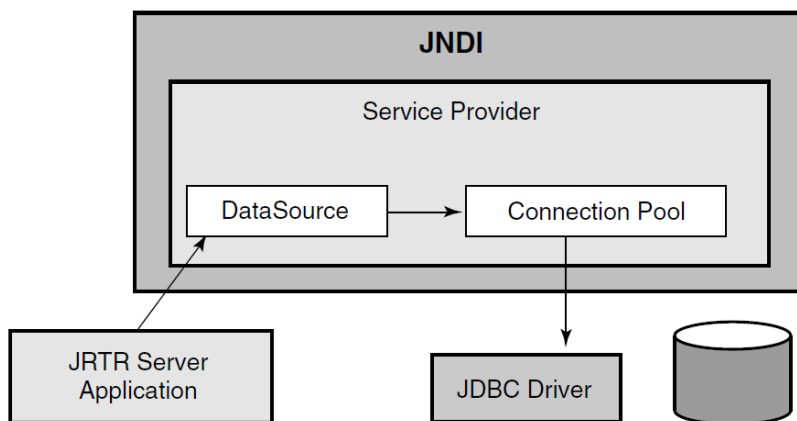 JNDI
Service Provider
DataSource
Connection Pool
JRTR Server
Application
JDBC Driver